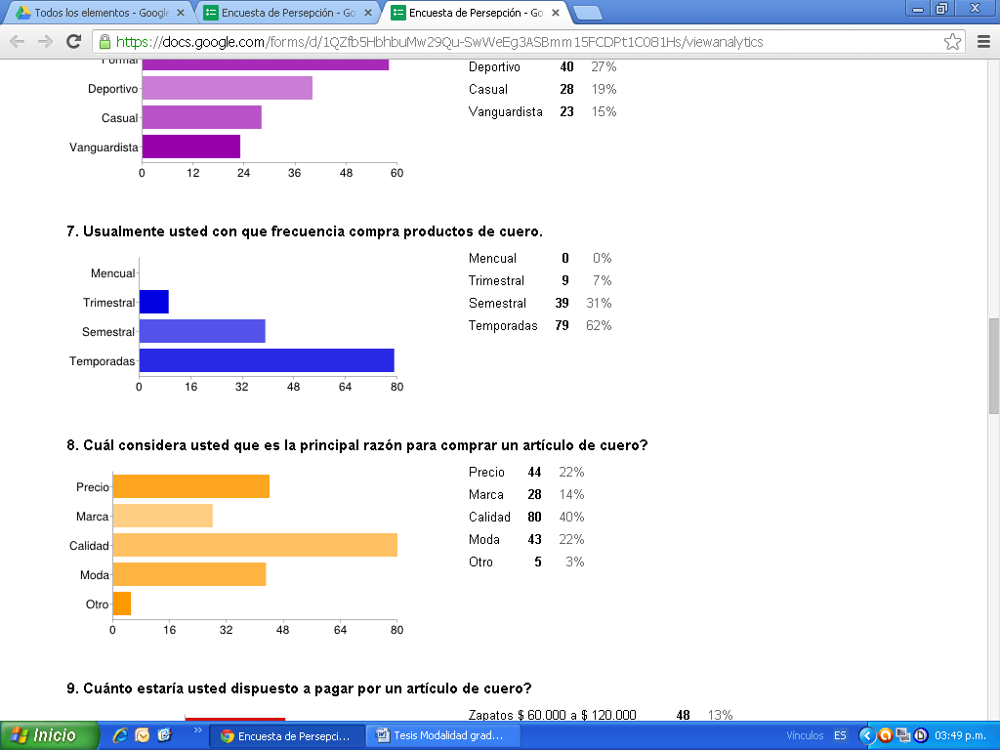 Todos los elementos - Google
Encuesta de Persepción - Go
Encuesta de Persepción - Go
https://docs.google.com/forms/d/1QZfb5HbhbuMw29Qu-SwWeEg3ASBmm15FCDPt1C081Hs/viewanalytics
Formal
Deportivo
Casual
Vanguardista
0 12 24 36 48 60
Deportivo 40 27%
Casual 28 19%
Vanguardista 23 15%
7. Usualmente usted con que frecuencia compra productos de cuero.
Mencual
Trimestral
Semestral
Temporadas
0 16 32 48 64 80
Mencual 0 0%
Trimestral 9 7%
Semestral 39 31%
Temporadas 79 62%
8. Cuál considera usted que es la principal razón para comprar un artículo de cuero?
Precio
Marca
Calidad
Moda
Otro
0 16 32 48 64 80
Precio 44 22%
Marca 28 14%
Calidad 80 40%
Moda 43 22%
Otro 5 3%
9. Cuánto estaría usted dispuesto a pagar por un artículo de cuero?
Zapatos $ 60.000 a $ 120.000 48 13%
Inicio
Encuesta de Persepci...
Tesis Modalidad grad...
Vínculos
ES
03:49 p.m.